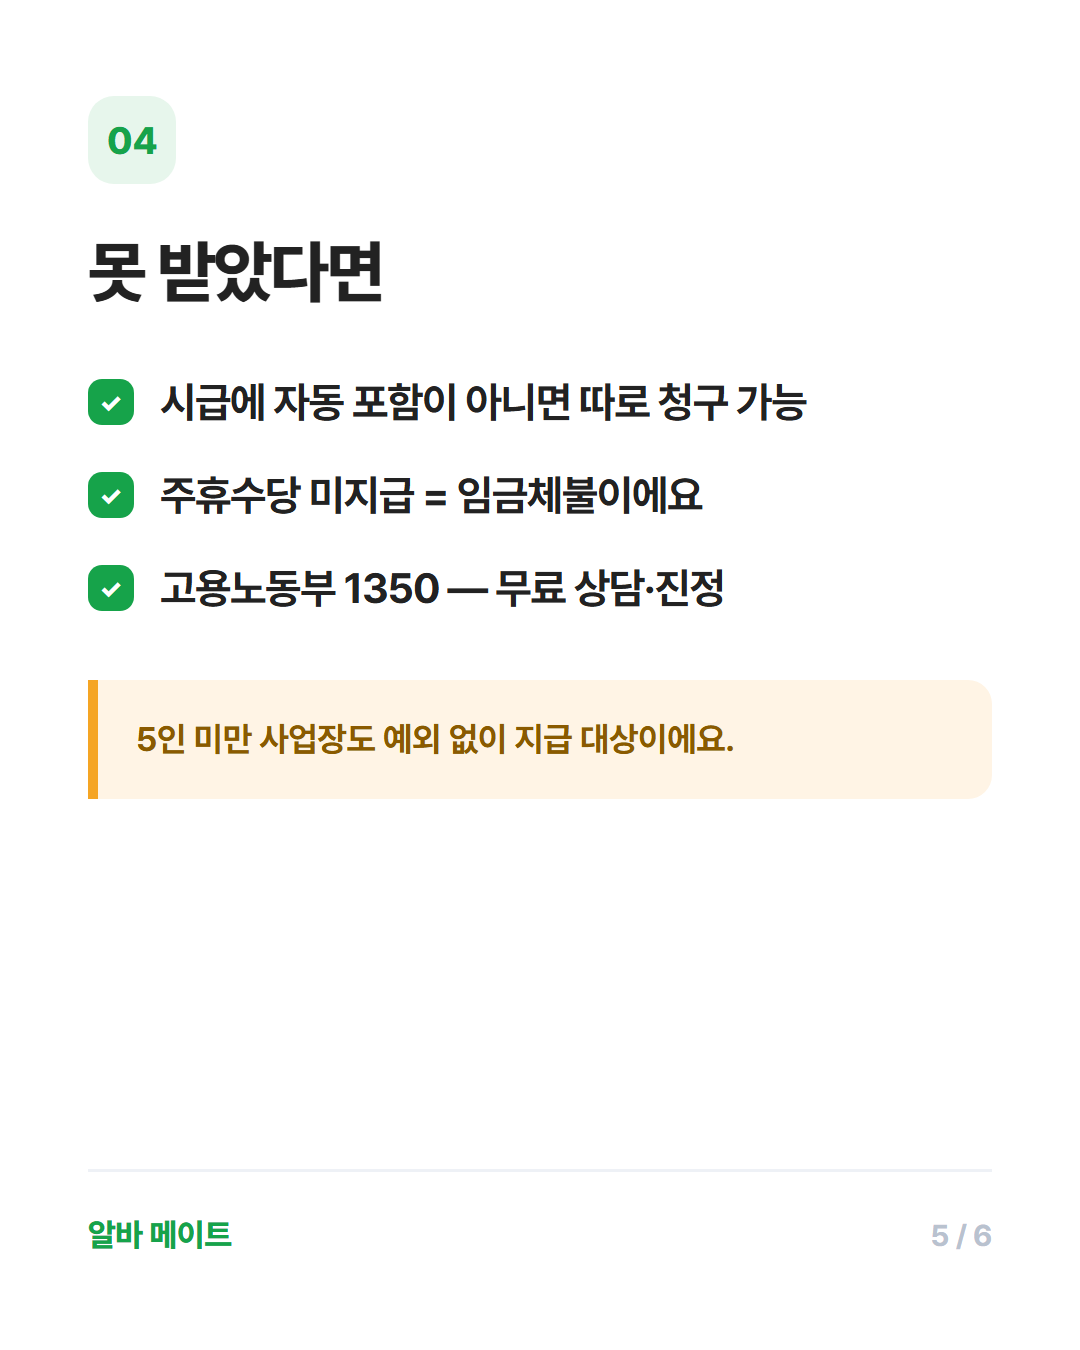 04
못 받았다면
시급에 자동 포함이 아니면 따로 청구 가능
주휴수당 미지급 = 임금체불이에요
고용노동부 1350 — 무료 상담·진정
5인 미만 사업장도 예외 없이 지급 대상이에요.
알바 메이트
5 / 6